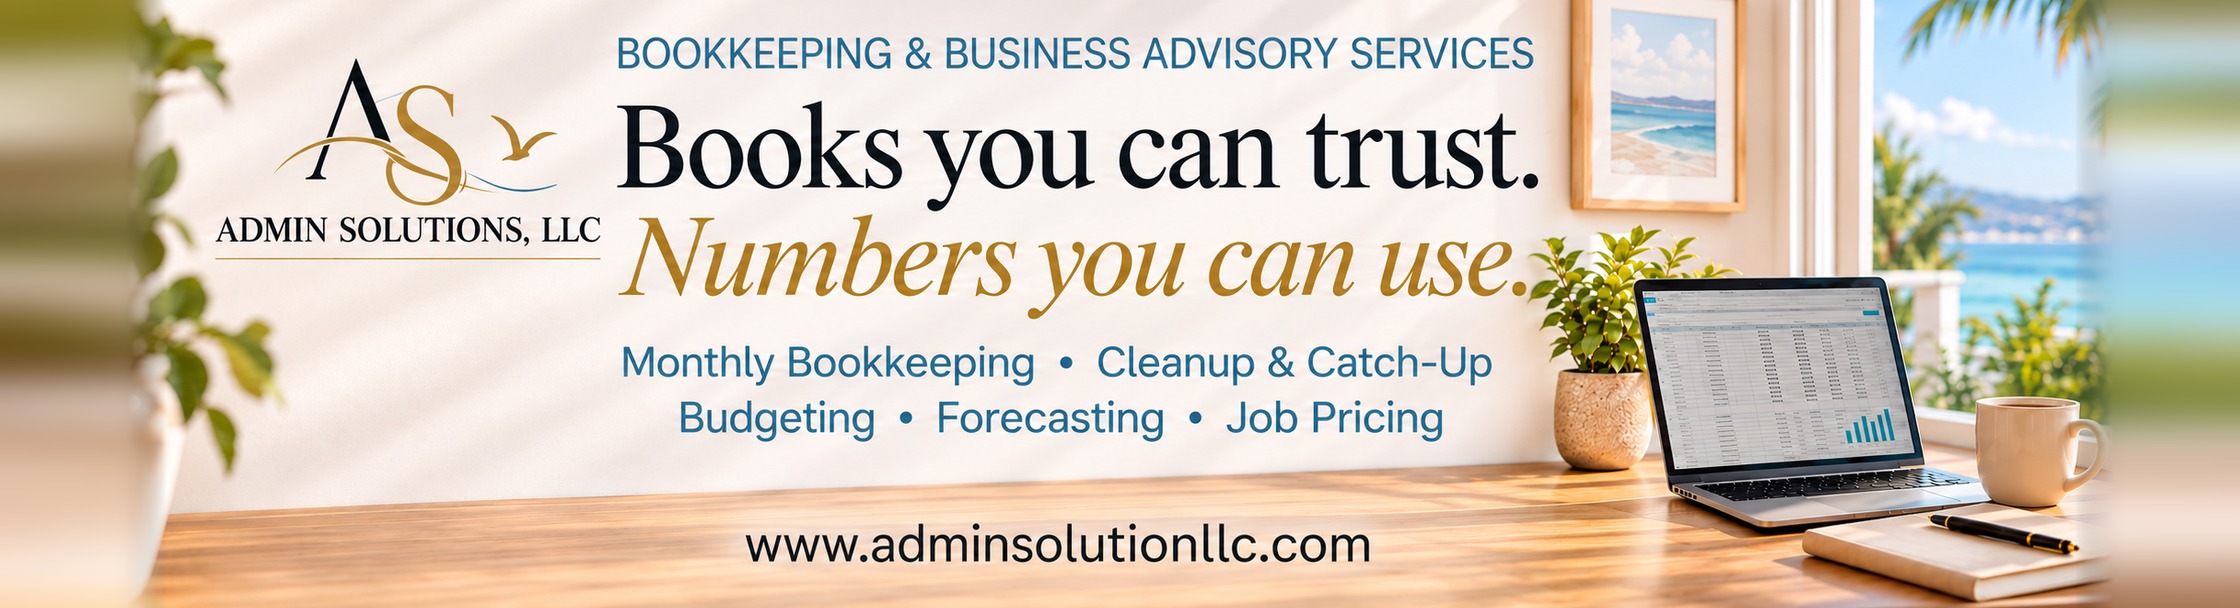 AS
ADMIN SOLUTIONS, LLC
BOOKKEEPING & BUSINESS ADVISORY SERVICES
Books you can trust.
Numbers you can use.
Monthly Bookkeeping • Cleanup & Catch-Up
Budgeting • Forecasting • Job Pricing
www.adminsolutionllc.com